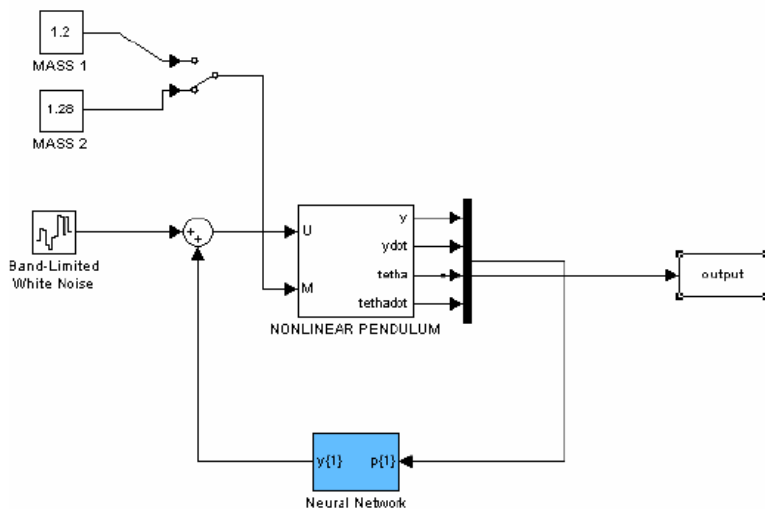 1.2
MASS 1
1.28
MASS 2
Band-Limited
White Noise
+
+
U
M
y
ydot
tetha
tethadot
NONLINEAR PENDULUM
output
y{1}
p{1}
Neural Network